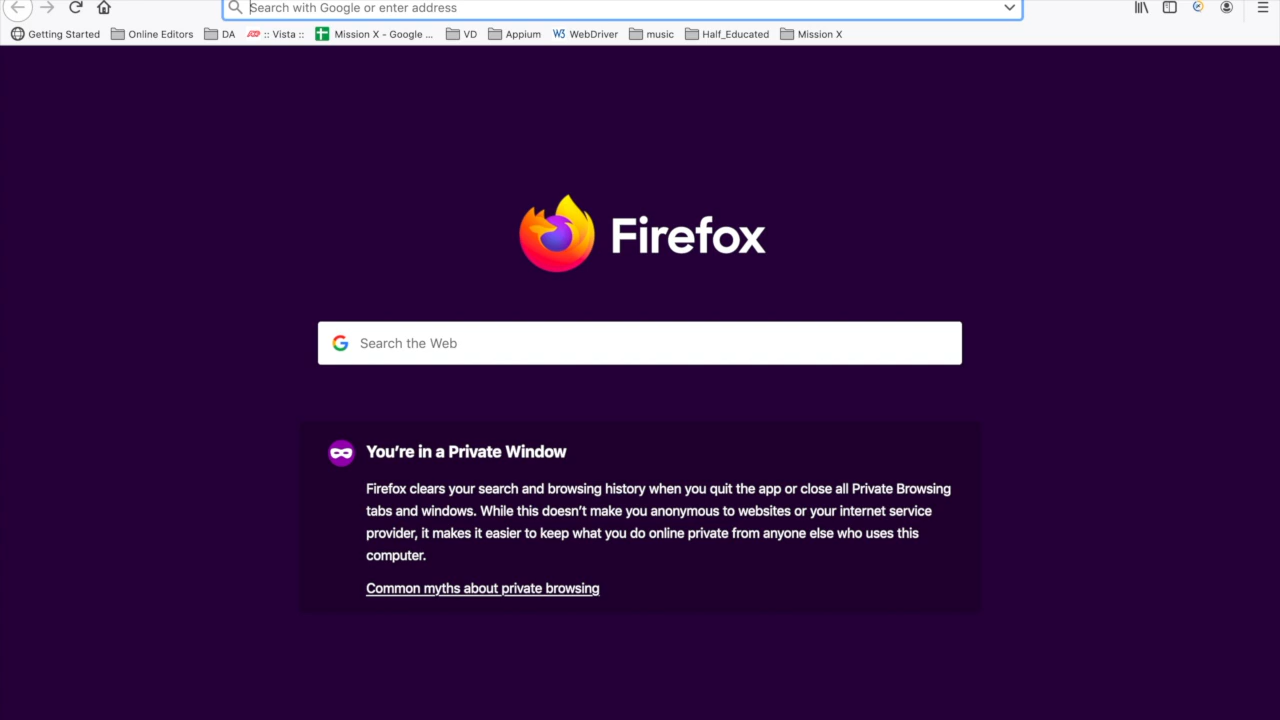 Search with Google or enter address
Getting Started Online Editors DA :: Vista :: Mission X - Google ... VD Appium W3 WebDriver music Half_Educated Mission X
Firefox
Search the Web
You're in a Private Window
Firefox clears your search and browsing history when you quit the app or close all Private Browsing
tabs and windows. While this doesn't make you anonymous to websites or your internet service
provider, it makes it easier to keep what you do online private from anyone else who uses this
computer.
Common myths about private browsing